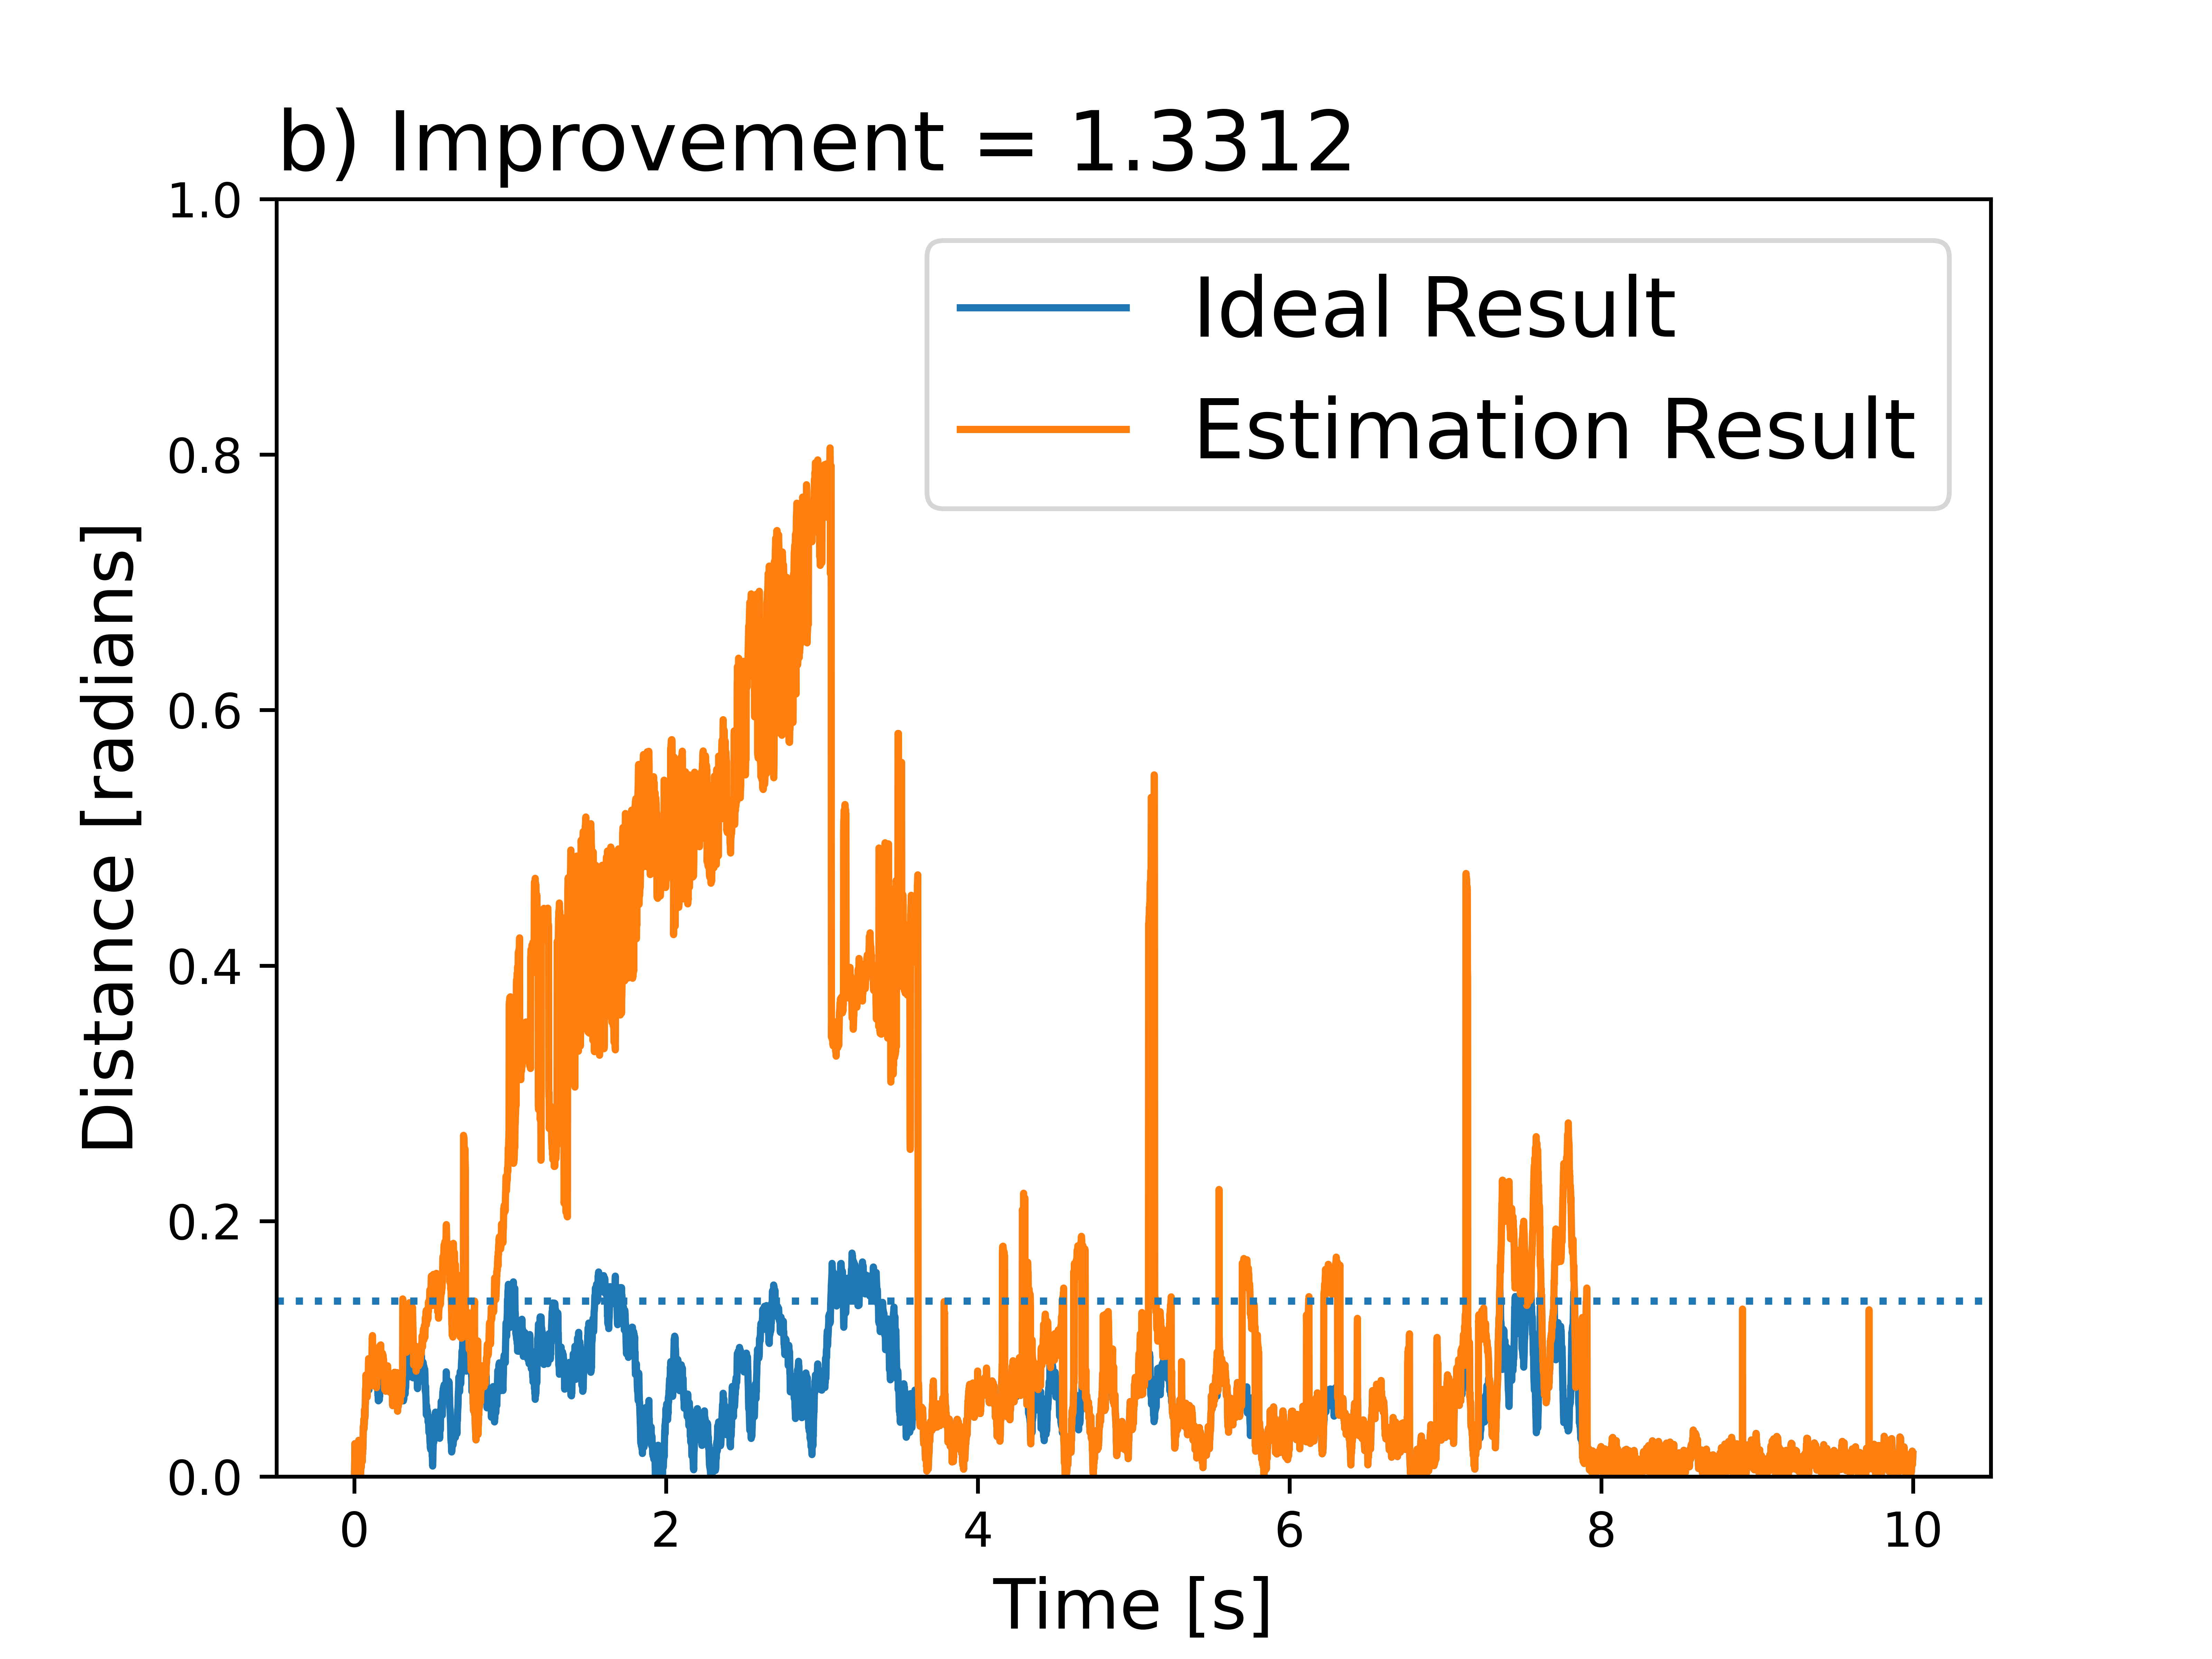 b) Improvement = 1.3312
1.0
0.8
0.6
0.4
0.2
0.0
Distance [radians]
Ideal Result
Estimation Result
0 2 4 6 8 10
Time [s]